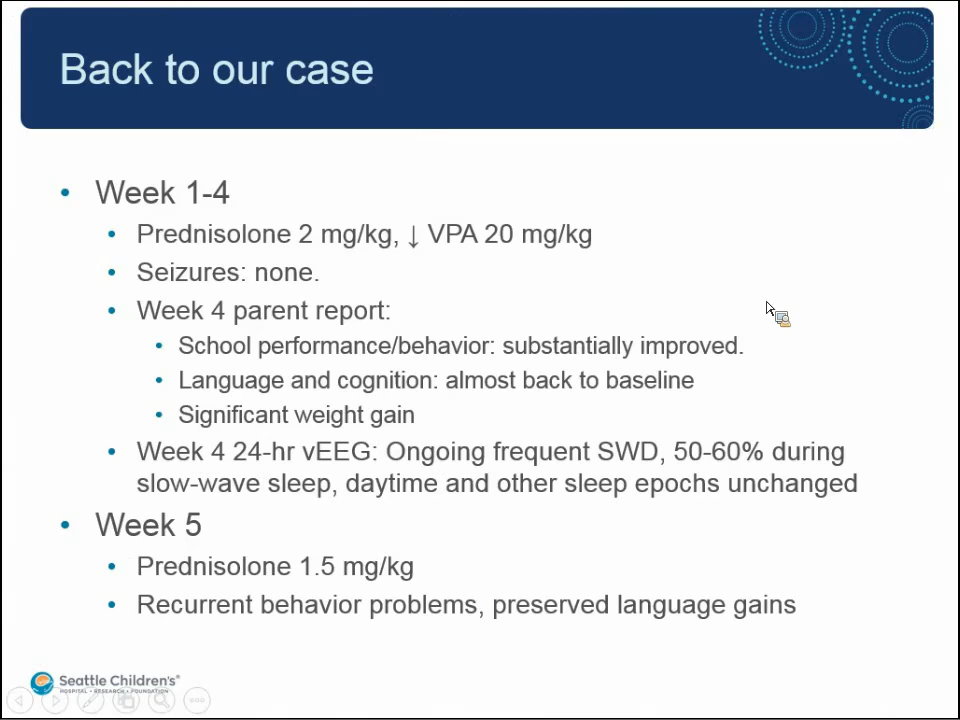 Back to our case
• Week 1-4
• Prednisolone 2 mg/kg, ↓ VPA 20 mg/kg
• Seizures: none.
• Week 4 parent report:
• School performance/behavior: substantially improved.
• Language and cognition: almost back to baseline
• Significant weight gain
• Week 4 24-hr vEEG: Ongoing frequent SWD, 50-60% during
slow-wave sleep, daytime and other sleep epochs unchanged
• Week 5
• Prednisolone 1.5 mg/kg
• Recurrent behavior problems, preserved language gains
Seattle Children's®
HOSPITAL • RESEARCH • FOUNDATION